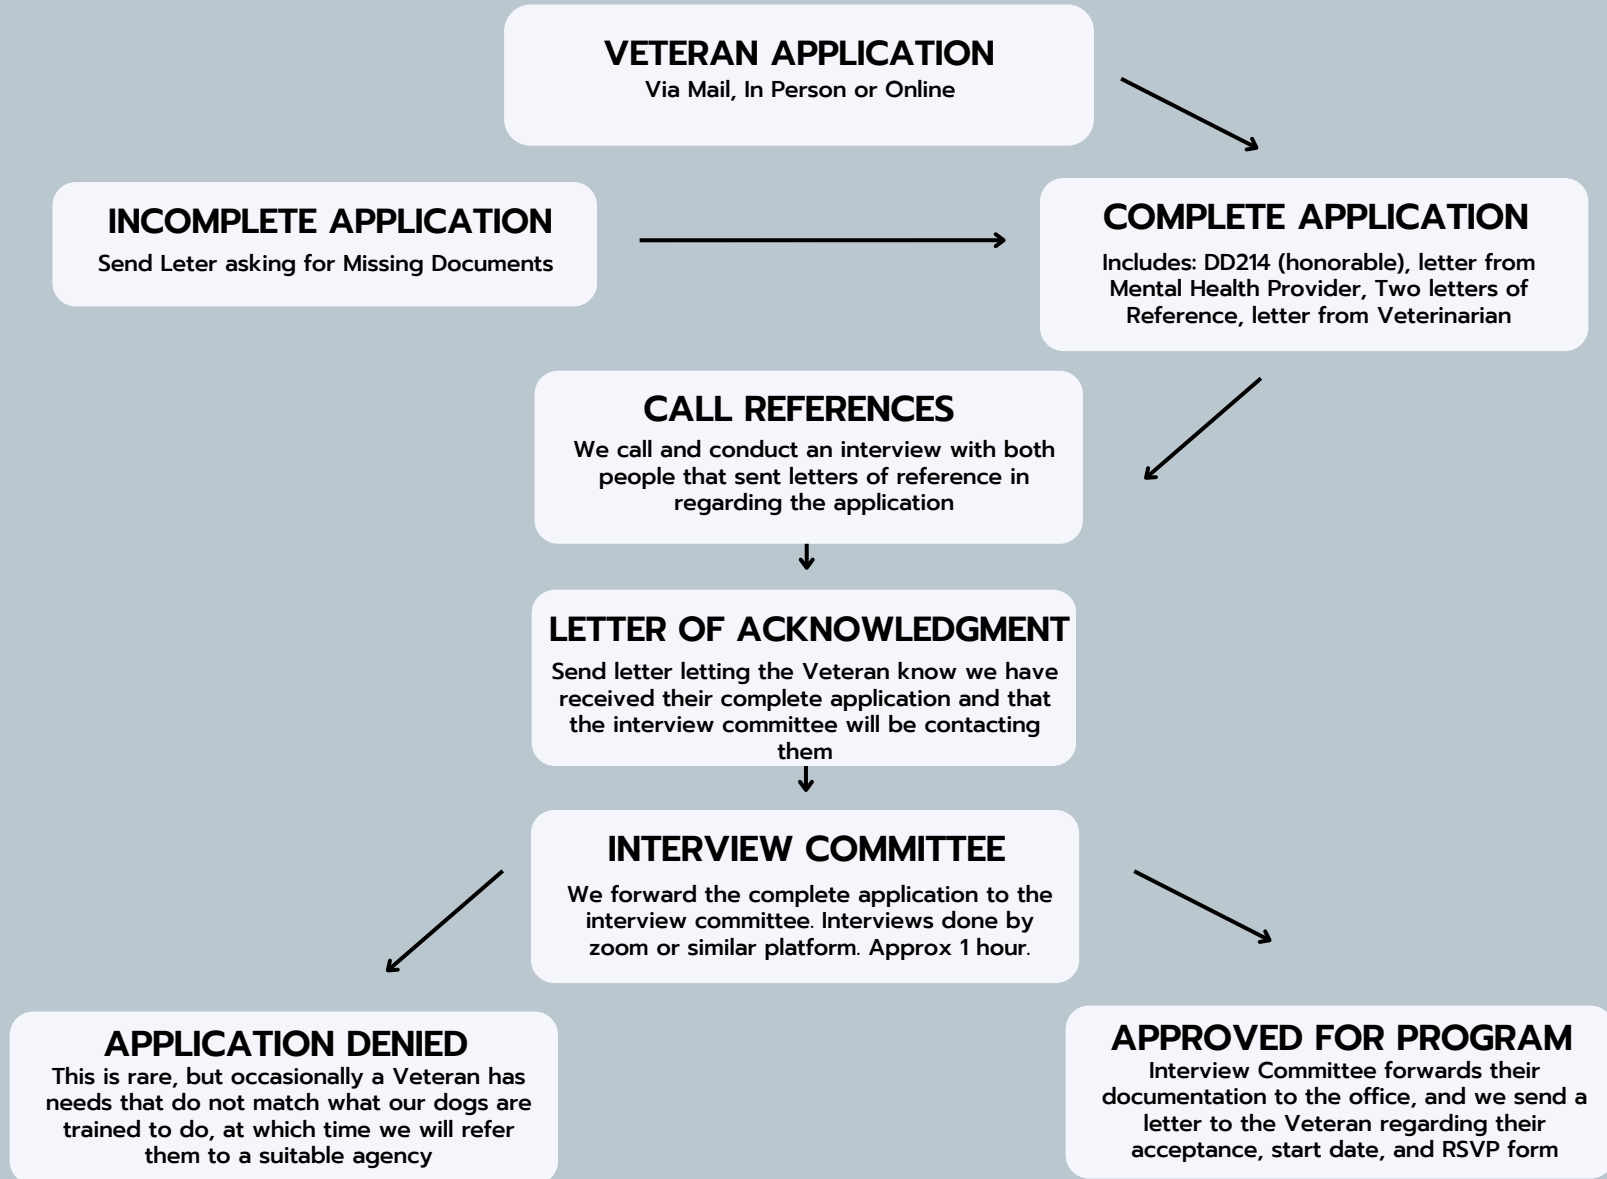 VETERAN APPLICATION
Via Mail, In Person or Online
INCOMPLETE APPLICATION
Send Leter asking for Missing Documents
COMPLETE APPLICATION
Includes: DD214 (honorable), letter from
Mental Health Provider, Two letters of
Reference, letter from Veterinarian
CALL REFERENCES
We call and conduct an interview with both
people that sent letters of reference in
regarding the application
LETTER OF ACKNOWLEDGMENT
Send letter letting the Veteran know we have
received their complete application and that
the interview committee will be contacting
them
INTERVIEW COMMITTEE
We forward the complete application to the
interview committee. Interviews done by
zoom or similar platform. Approx 1 hour.
APPLICATION DENIED
This is rare, but occasionally a Veteran has
needs that do not match what our dogs are
trained to do, at which time we will refer
them to a suitable agency
APPROVED FOR PROGRAM
Interview Committee forwards their
documentation to the office, and we send a
letter to the Veteran regarding their
acceptance, start date, and RSVP form